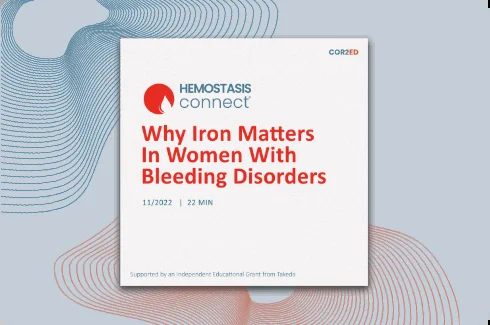 COR2ED
HEMOSTASIS
connect
Why Iron Matters
In Women With
Bleeding Disorders
11/2022 | 22 MIN
Supported by an Independent Educational Grant from Takeda